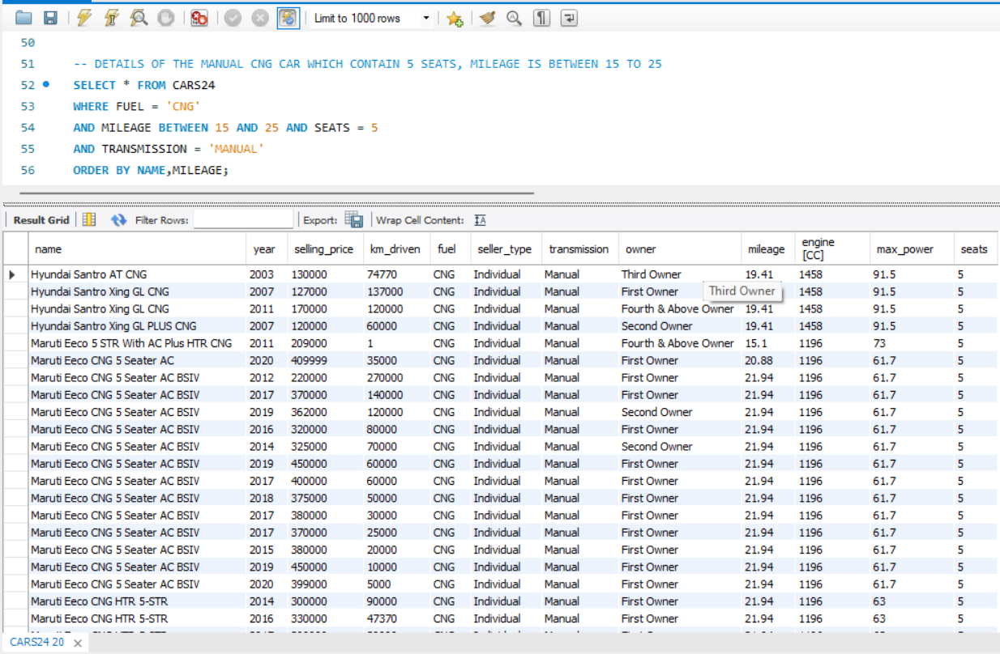 Limit to 1000 rows
50
51 -- DETAILS OF THE MANUAL CNG CAR WHICH CONTAIN 5 SEATS, MILEAGE IS BETWEEN 15 TO 25
52 SELECT * FROM CARS24
53 WHERE FUEL = 'CNG'
54 AND MILEAGE BETWEEN 15 AND 25 AND SEATS = 5
55 AND TRANSMISSION = 'MANUAL'
56 ORDER BY NAME,MILEAGE;
Result Grid Filter Rows: Export: Wrap Cell Content: IA
name year selling_price km_driven fuel seller_type transmission owner mileage engine [CC] max_power seats
Hyundai Santro AT CNG 2003 130000 74770 CNG Individual Manual Third Owner 19.41 1458 91.5 5
Hyundai Santro Xing GL CNG 2007 127000 137000 CNG Individual Manual First Owner Third Owner 1458 91.5 5
Hyundai Santro Xing GL CNG 2011 170000 120000 CNG Individual Manual Fourth & Above Owner 19.41 1458 91.5 5
Hyundai Santro Xing GL PLUS CNG 2007 120000 60000 CNG Individual Manual Second Owner 19.41 1458 91.5 5
Maruti Eeco 5 STR With AC Plus HTR CNG 2011 209000 1 CNG Individual Manual Fourth & Above Owner 15.1 1196 73 5
Maruti Eeco CNG 5 Seater AC 2020 409999 35000 CNG Individual Manual First Owner 20.88 1196 61.7 5
Maruti Eeco CNG 5 Seater AC BSIV 2012 220000 270000 CNG Individual Manual First Owner 21.94 1196 61.7 5
Maruti Eeco CNG 5 Seater AC BSIV 2017 370000 140000 CNG Individual Manual First Owner 21.94 1196 61.7 5
Maruti Eeco CNG 5 Seater AC BSIV 2019 362000 120000 CNG Individual Manual Second Owner 21.94 1196 61.7 5
Maruti Eeco CNG 5 Seater AC BSIV 2016 320000 80000 CNG Individual Manual First Owner 21.94 1196 61.7 5
Maruti Eeco CNG 5 Seater AC BSIV 2014 325000 70000 CNG Individual Manual Second Owner 21.94 1196 61.7 5
Maruti Eeco CNG 5 Seater AC BSIV 2019 450000 60000 CNG Individual Manual First Owner 21.94 1196 61.7 5
Maruti Eeco CNG 5 Seater AC BSIV 2017 400000 60000 CNG Individual Manual First Owner 21.94 1196 61.7 5
Maruti Eeco CNG 5 Seater AC BSIV 2018 375000 50000 CNG Individual Manual First Owner 21.94 1196 61.7 5
Maruti Eeco CNG 5 Seater AC BSIV 2017 380000 30000 CNG Individual Manual First Owner 21.94 1196 61.7 5
Maruti Eeco CNG 5 Seater AC BSIV 2017 370000 25000 CNG Individual Manual First Owner 21.94 1196 61.7 5
Maruti Eeco CNG 5 Seater AC BSIV 2015 380000 20000 CNG Individual Manual First Owner 21.94 1196 61.7 5
Maruti Eeco CNG 5 Seater AC BSIV 2019 450000 10000 CNG Individual Manual First Owner 21.94 1196 61.7 5
Maruti Eeco CNG 5 Seater AC BSIV 2020 399000 5000 CNG Individual Manual First Owner 21.94 1196 61.7 5
Maruti Eeco CNG HTR 5-STR 2014 300000 90000 CNG Individual Manual First Owner 21.94 1196 63 5
Maruti Eeco CNG HTR 5-STR 2016 330000 47370 CNG Individual Manual First Owner 21.94 1196 63 5
CARS24 20